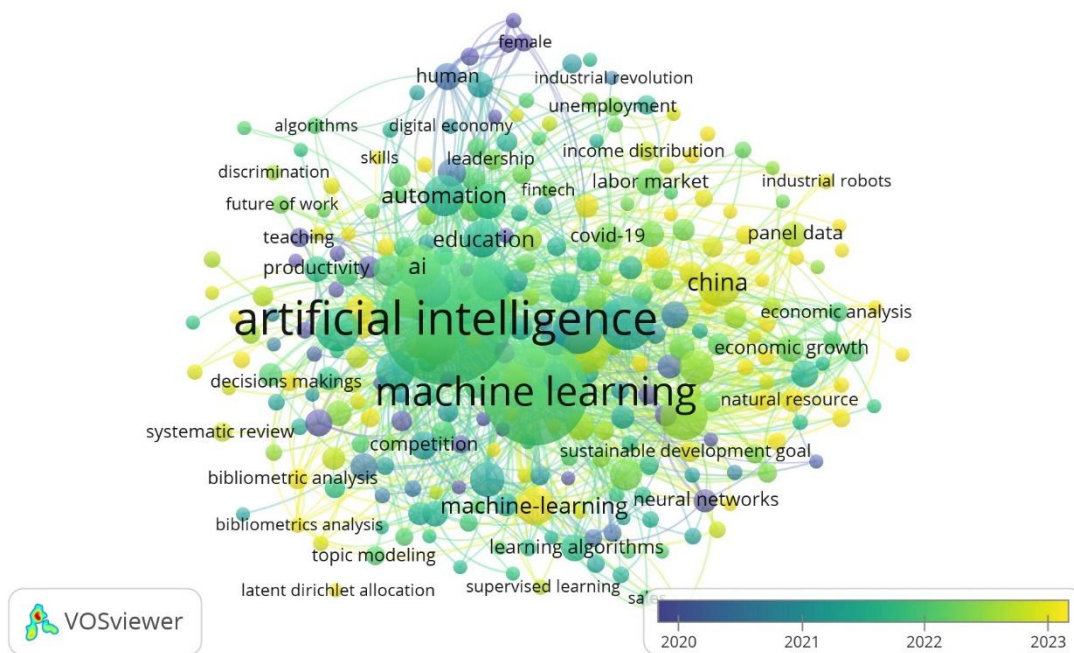 female
human
industrial revolution
unemployment
algorithms
digital economy
skills
leadership
income distribution
discrimination
automation
fintech
labor market
industrial robots
future of work
teaching
education
covid-19
panel data
productivity
ai
china
artificial intelligence
economic analysis
economic growth
decisions makings
machine learning
natural resource
systematic review
competition
sustainable development goal
bibliometric analysis
machine-learning
neural networks
bibliometrics analysis
topic modeling
learning algorithms
latent dirichlet allocation
supervised learning
sales
VOSviewer
2020
2021
2022
2023